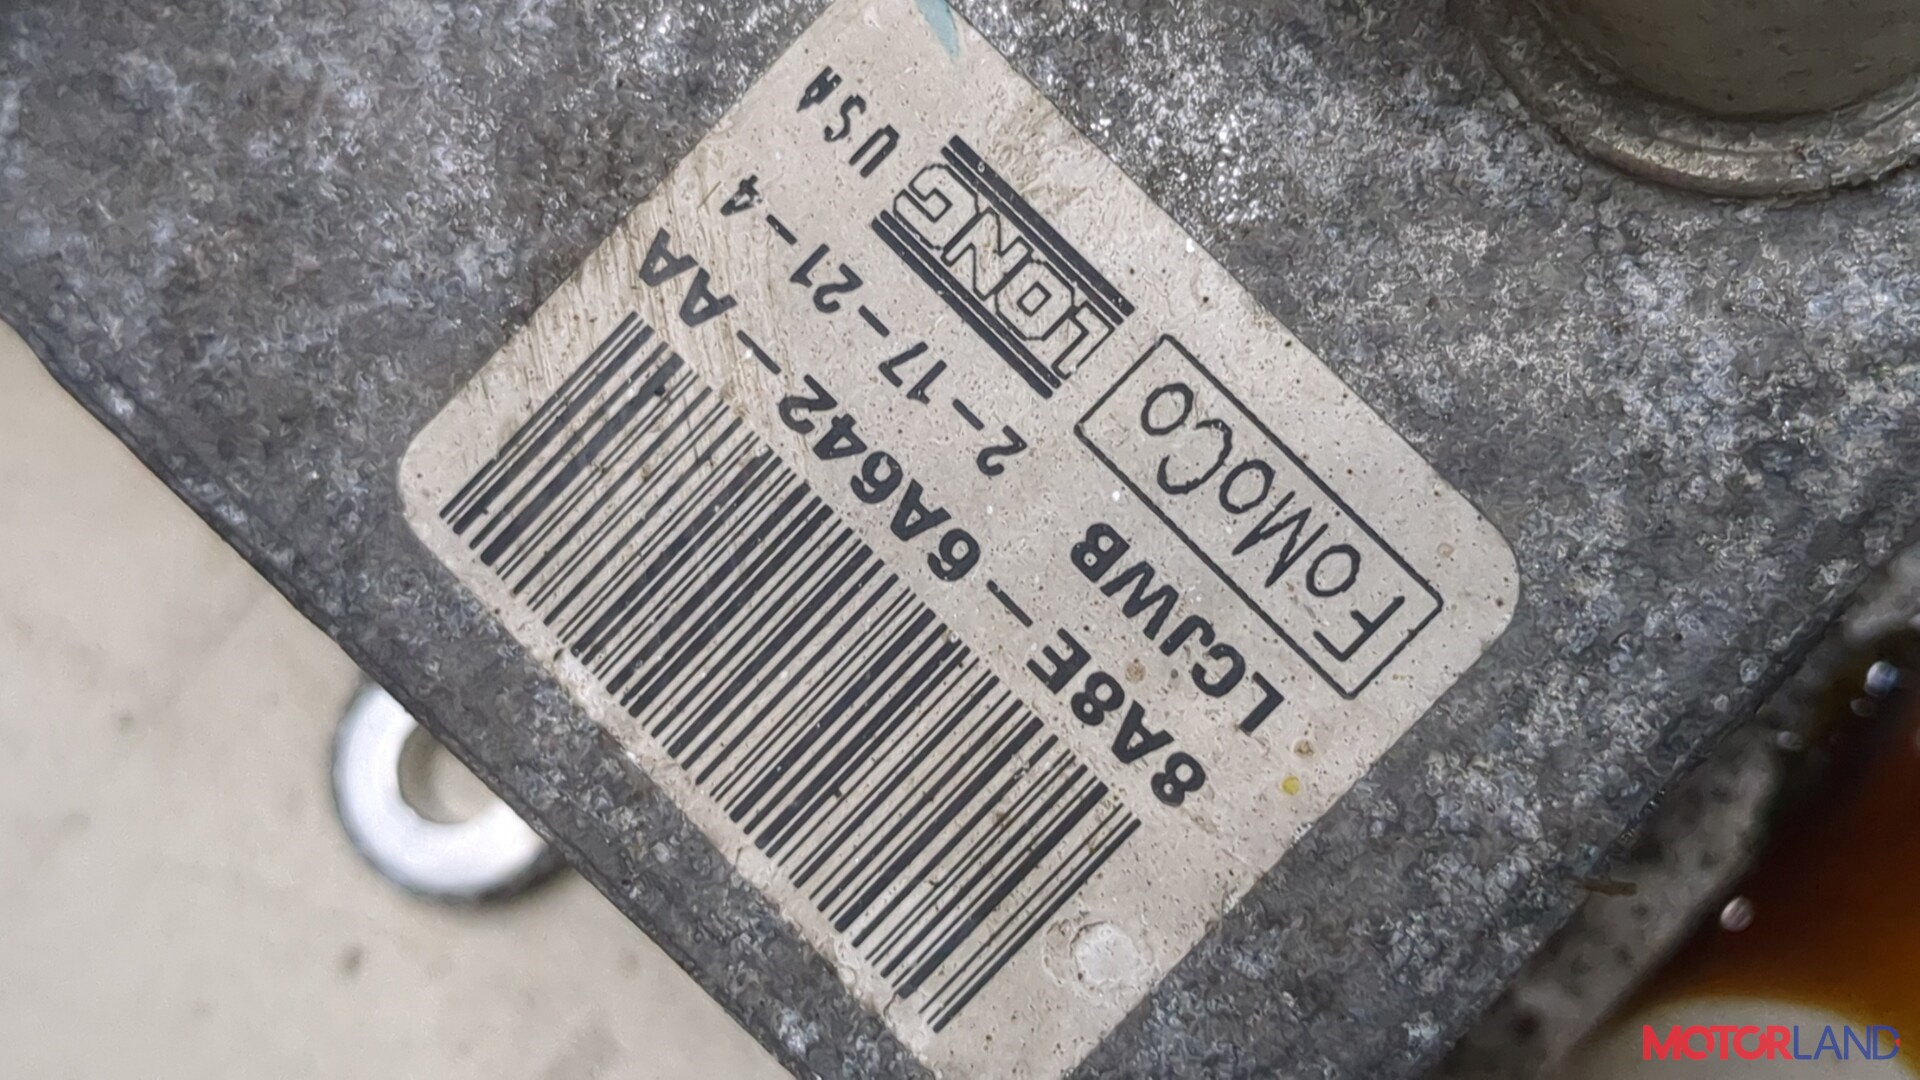 FoMoCo
LONG
LCJWB
2-17-21-4 USA
8A8E-6A642-AA
MOTORLAND